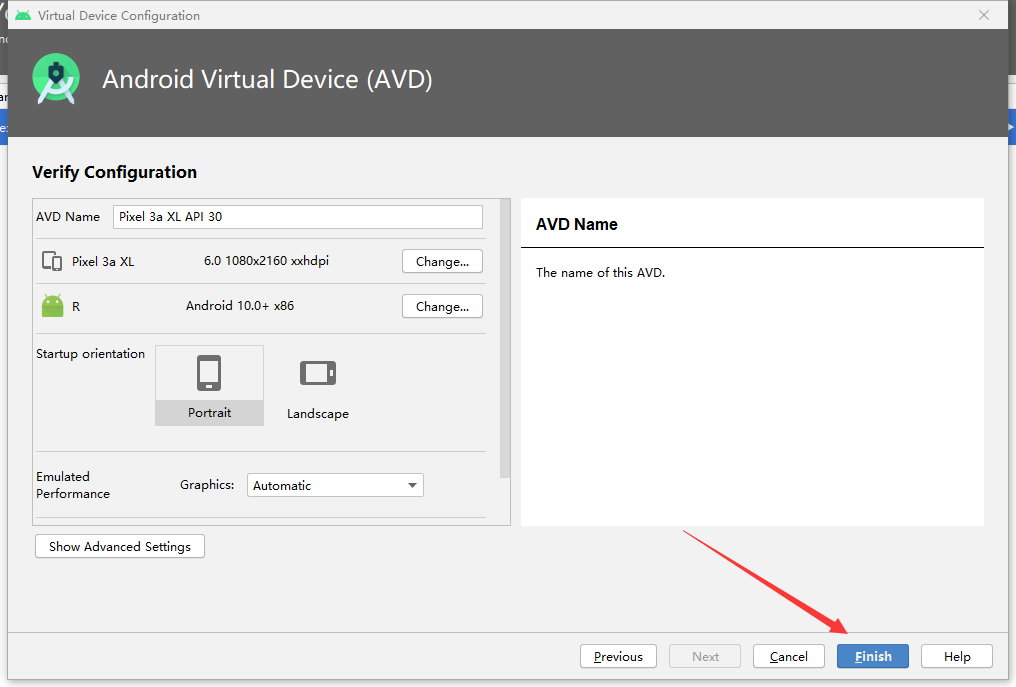 Virtual Device Configuration
Android Virtual Device (AVD)
Verify Configuration
AVD Name Pixel 3a XL API 30
Pixel 3a XL 6.0 1080x2160 xxhdpi Change...
R Android 10.0+ x86 Change...
Startup orientation
Portrait
Landscape
Emulated
Performance
Graphics: Automatic
Show Advanced Settings
AVD Name
The name of this AVD.
Previous Next Cancel Finish Help